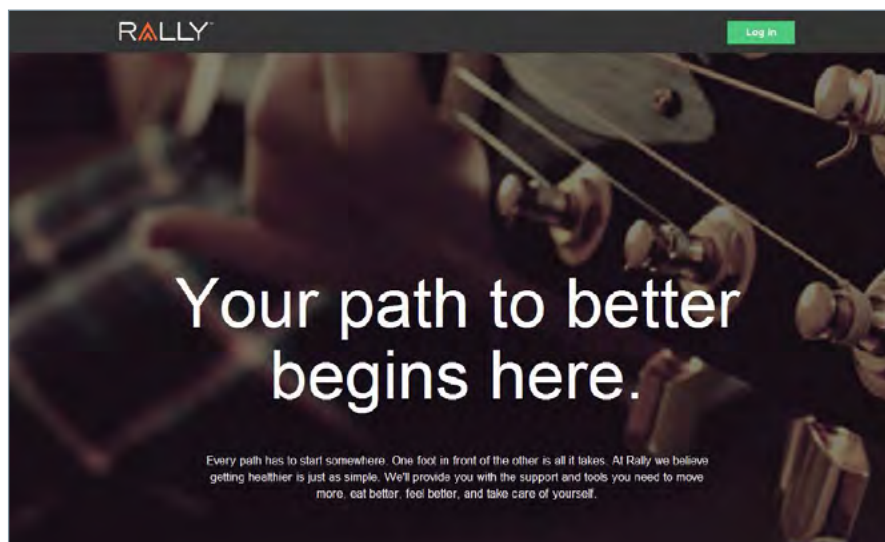 RALLY™
Log in
Your path to better
begins here.
Every path has to start somewhere. One foot in front of the other is all it takes. At Rally we believe
getting healthier is just as simple. We'll provide you with the support and tools you need to move
more, eat better, feel better, and take care of yourself.